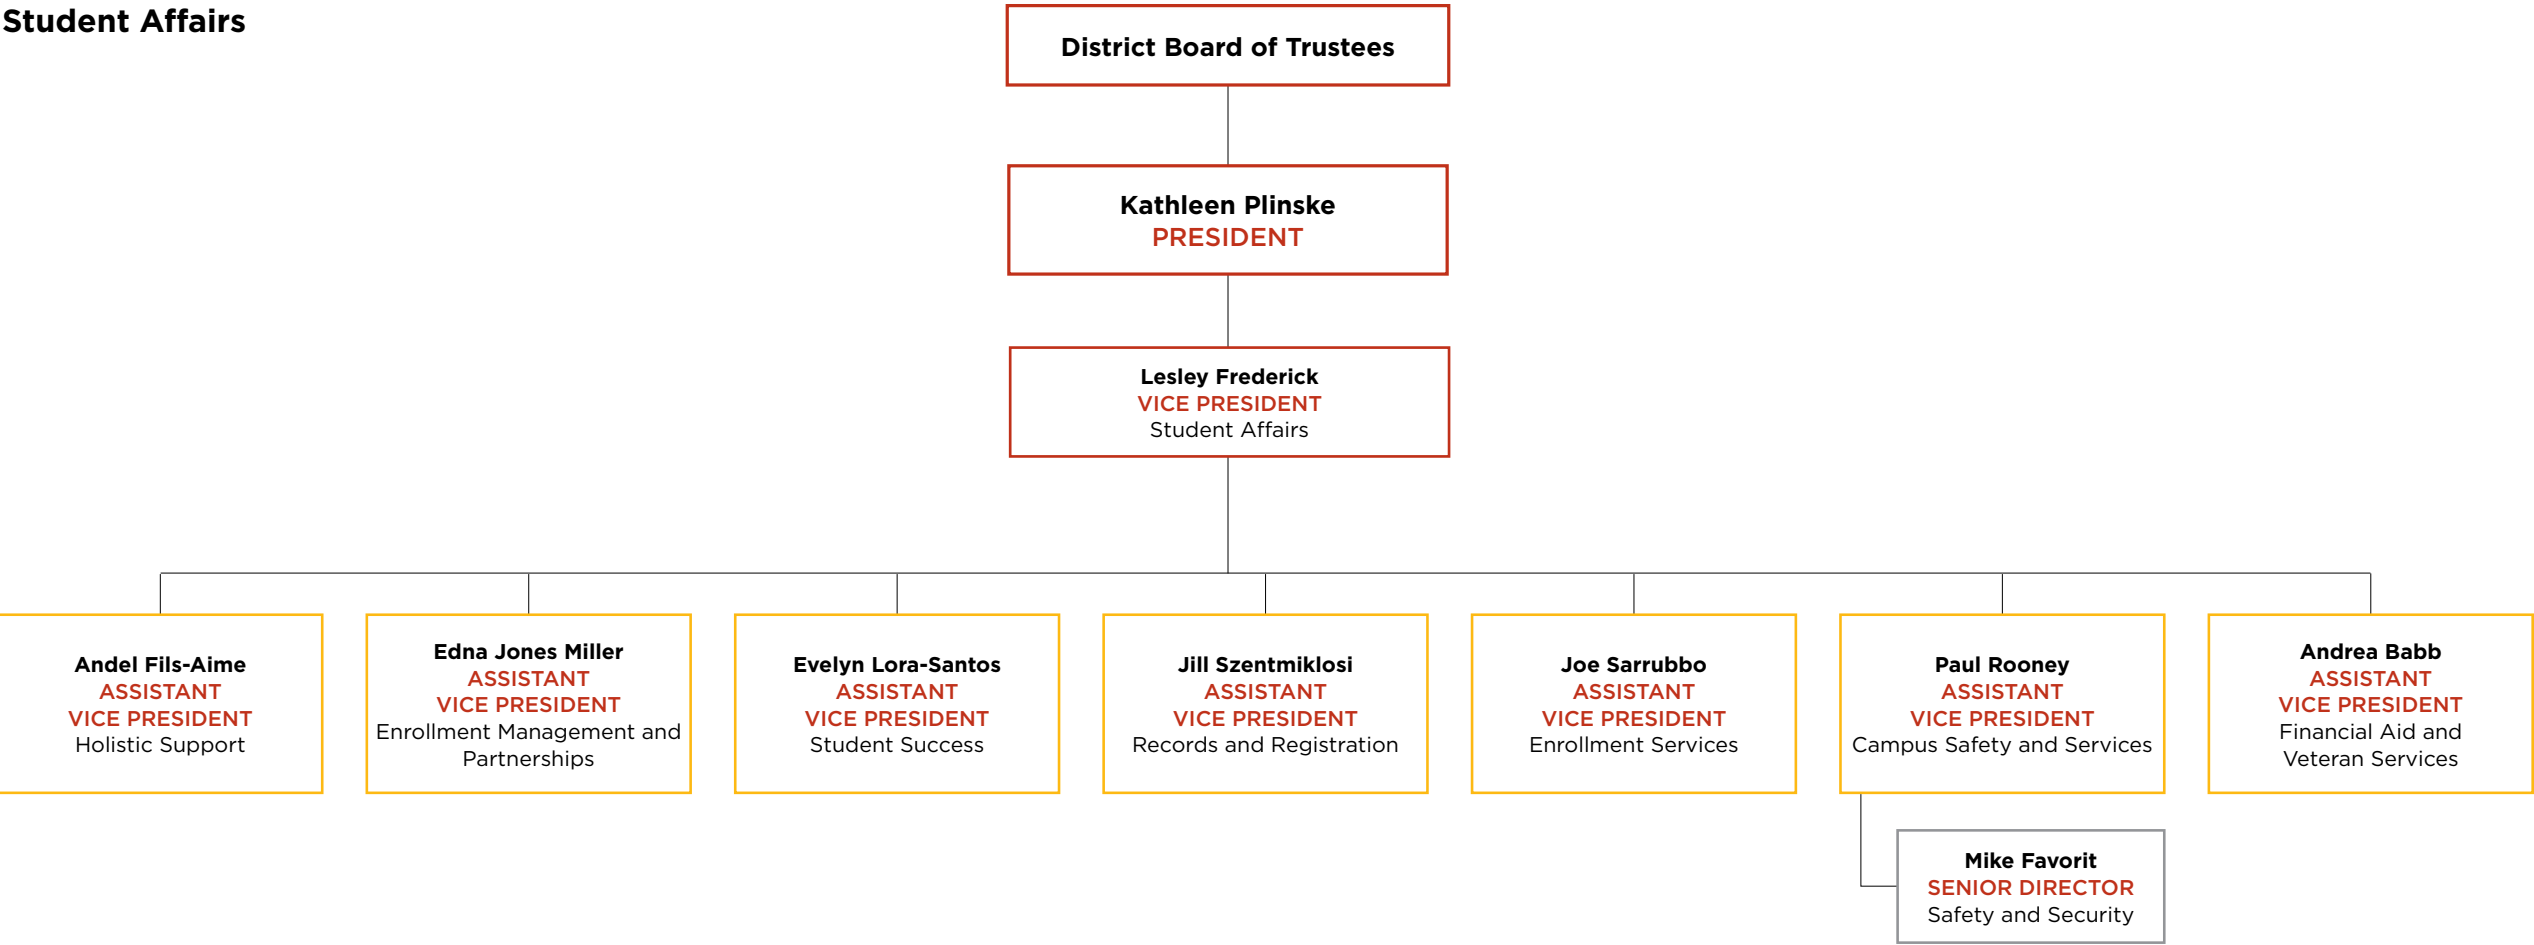 Student Affairs
District Board of Trustees
Kathleen Plinske
PRESIDENT
Lesley Frederick
VICE PRESIDENT
Student Affairs
Andel Fils-Aime
ASSISTANT
VICE PRESIDENT
Holistic Support
Edna Jones Miller
ASSISTANT
VICE PRESIDENT
Enrollment Management and
Partnerships
Evelyn Lora-Santos
ASSISTANT
VICE PRESIDENT
Student Success
Jill Szentmiklosi
ASSISTANT
VICE PRESIDENT
Records and Registration
Joe Sarrubbo
ASSISTANT
VICE PRESIDENT
Enrollment Services
Paul Rooney
ASSISTANT
VICE PRESIDENT
Campus Safety and Services
Andrea Babb
ASSISTANT
VICE PRESIDENT
Financial Aid and
Veteran Services
Mike Favorit
SENIOR DIRECTOR
Safety and Security